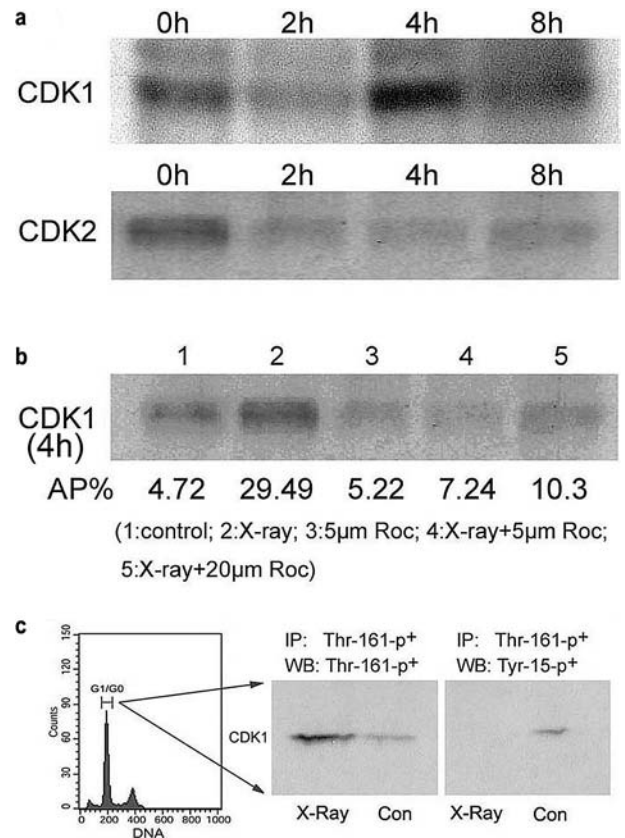 a
0h 2h 4h 8h
CDK1
0h 2h 4h 8h
CDK2
b
1 2 3 4 5
CDK1
(4h)
AP% 4.72 29.49 5.22 7.24 10.3
(1:control; 2:X-ray; 3:5μm Roc; 4:X-ray+5μm Roc;
5:X-ray+20μm Roc)
c
IP: Thr-161-p+
WB: Thr-161-p+
IP: Thr-161-p+
WB: Tyr-15-p+
150
120
90
60
30
0
Counts
G1/G0
0 200 400 600 800 1000
DNA
CDK1
X-Ray Con
X-Ray Con